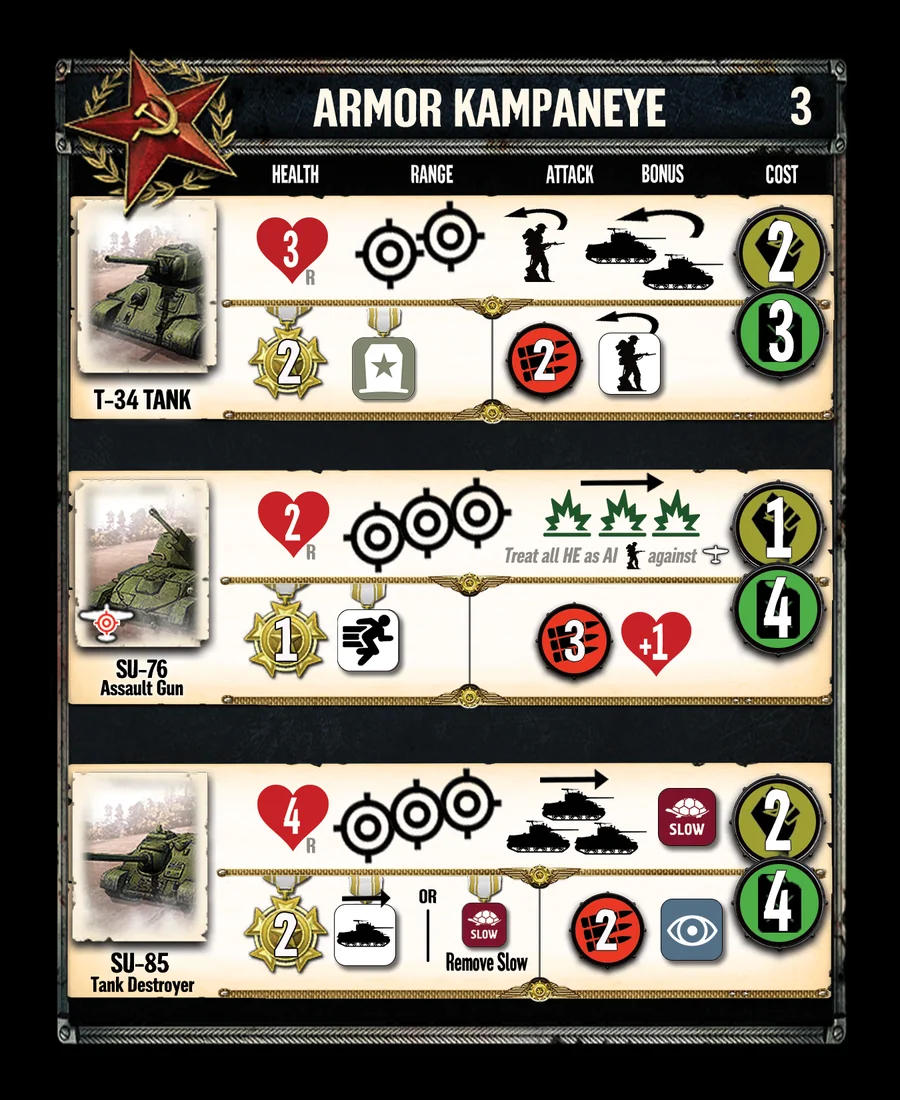 ARMOR KAMPANEYE 3
HEALTH RANGE ATTACK BONUS COST
3 R 2
2 2 3
T-34 TANK
2 R 1
Treat all HE as AI against
1 3 +1 4
SU-76
Assault Gun
4 R SLOW 2
2 OR SLOW 2 4
Remove Slow
SU-85
Tank Destroyer